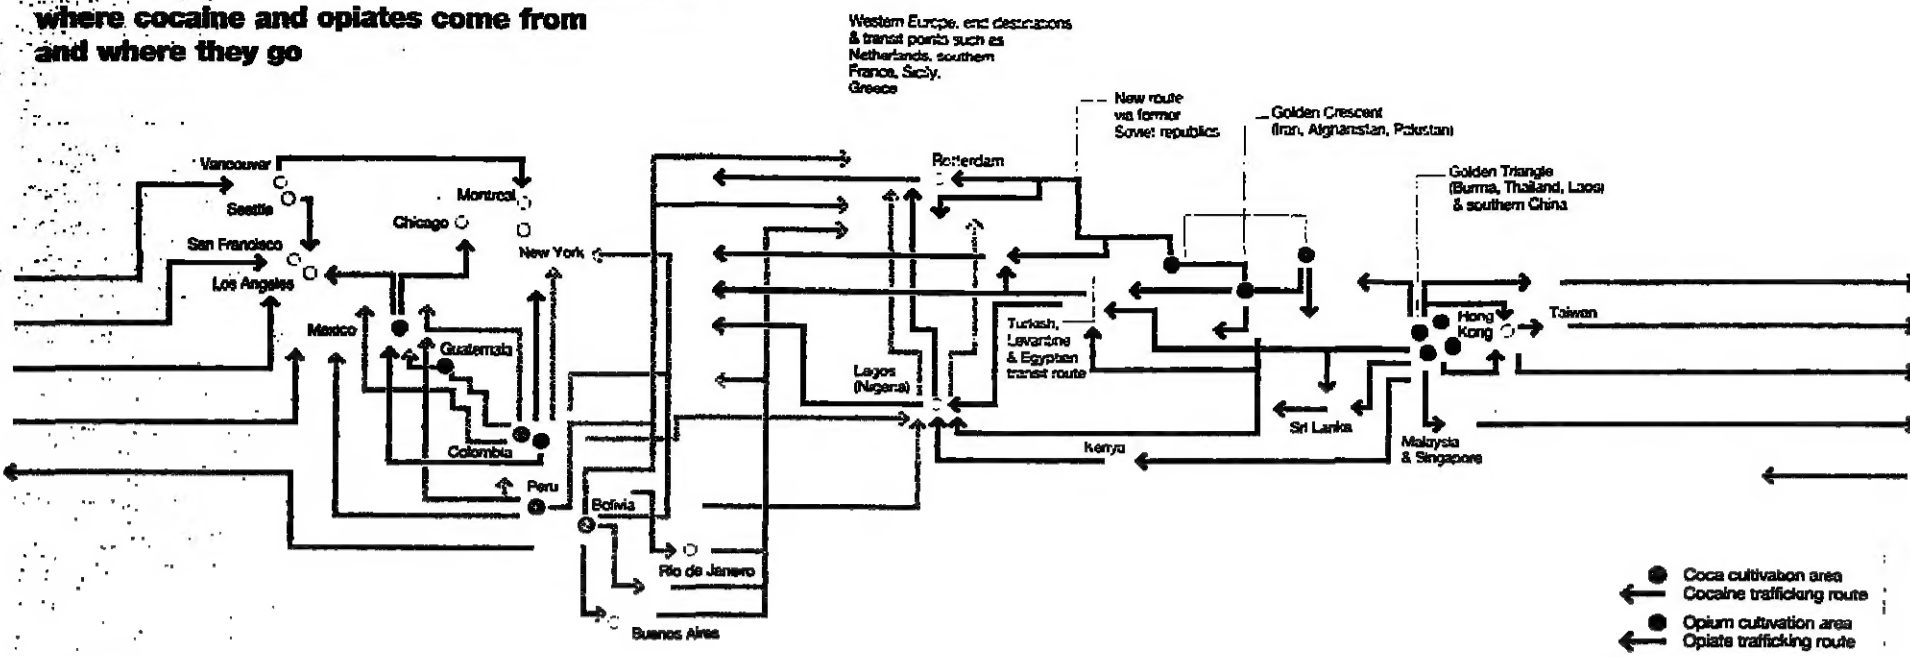 where cocaine and opiates come from
and where they go
Western Europe, end destinations
& transit points such as
Netherlands, southern
France, Sicily,
Greece
New route
via former
Soviet republics
Golden Crescent
(Iran, Afghanistan, Pakistan)
Golden Triangle
(Burma, Thailand, Laos)
& southern China
Vancouver
Seattle
Montreal
Chicago
San Francisco
Los Angeles
New York
Rotterdam
Mexico
Guatemala
Colombia
Peru
Bolivia
Rio de Janeiro
Buenos Aires
Lagos
(Nigeria)
Turkish,
Levantine
& Egyptian
transit route
Kenya
Sri Lanka
Hong
Kong
Taiwan
Malaysia
& Singapore
Coca cultivation area
Cocaine trafficking route
Opium cultivation area
Opiate trafficking route